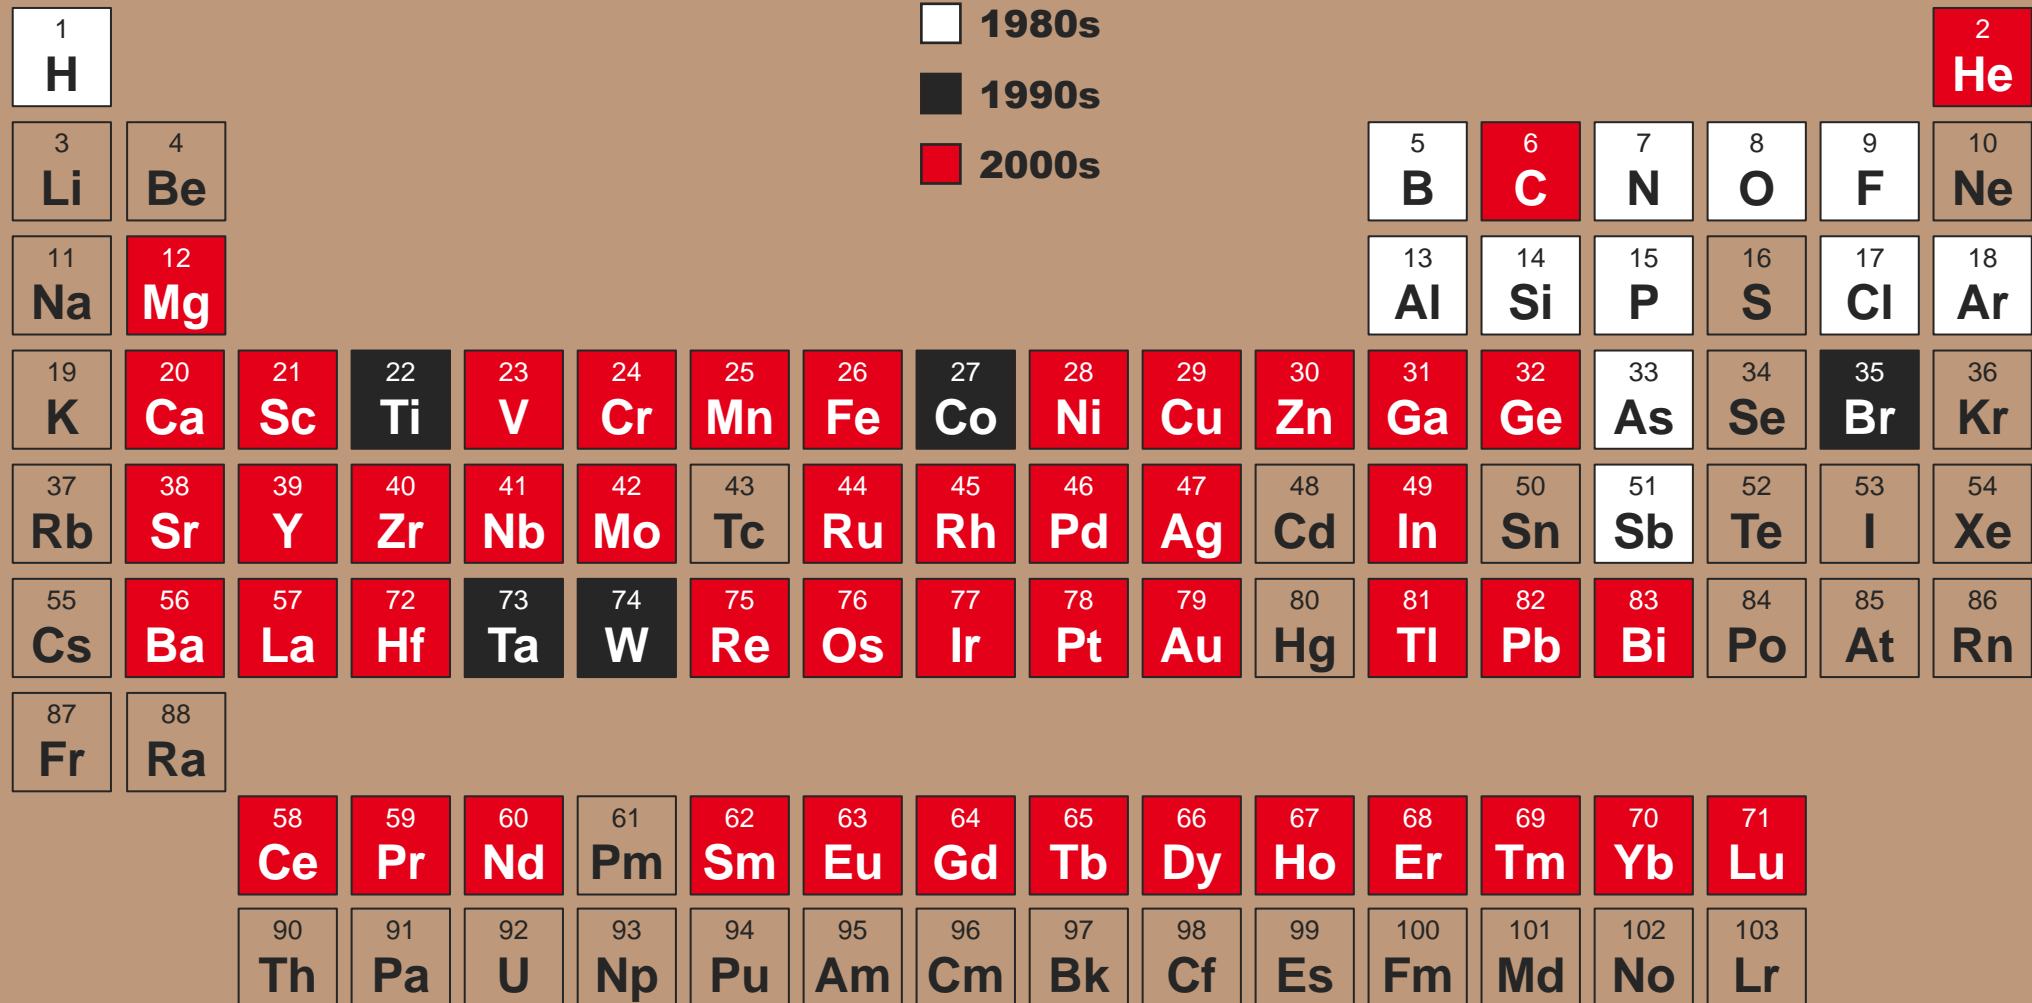 1980s
1 2
H He
1990s
3 4 5 6 7 8 9 10
Li Be B C N O F Ne
2000s
11 12 13 14 15 16 17 18
Na Mg Al Si P S Cl Ar
19 20 21 22 23 24 25 26 27 28 29 30 31 32 33 34 35 36
K Ca Sc Ti V Cr Mn Fe Co Ni Cu Zn Ga Ge As Se Br Kr
37 38 39 40 41 42 43 44 45 46 47 48 49 50 51 52 53 54
Rb Sr Y Zr Nb Mo Tc Ru Rh Pd Ag Cd In Sn Sb Te I Xe
55 56 57 72 73 74 75 76 77 78 79 80 81 82 83 84 85 86
Cs Ba La Hf Ta W Re Os Ir Pt Au Hg Tl Pb Bi Po At Rn
87 88
Fr Ra
58 59 60 61 62 63 64 65 66 67 68 69 70 71
Ce Pr Nd Pm Sm Eu Gd Tb Dy Ho Er Tm Yb Lu
90 91 92 93 94 95 96 97 98 99 100 101 102 103
Th Pa U Np Pu Am Cm Bk Cf Es Fm Md No Lr